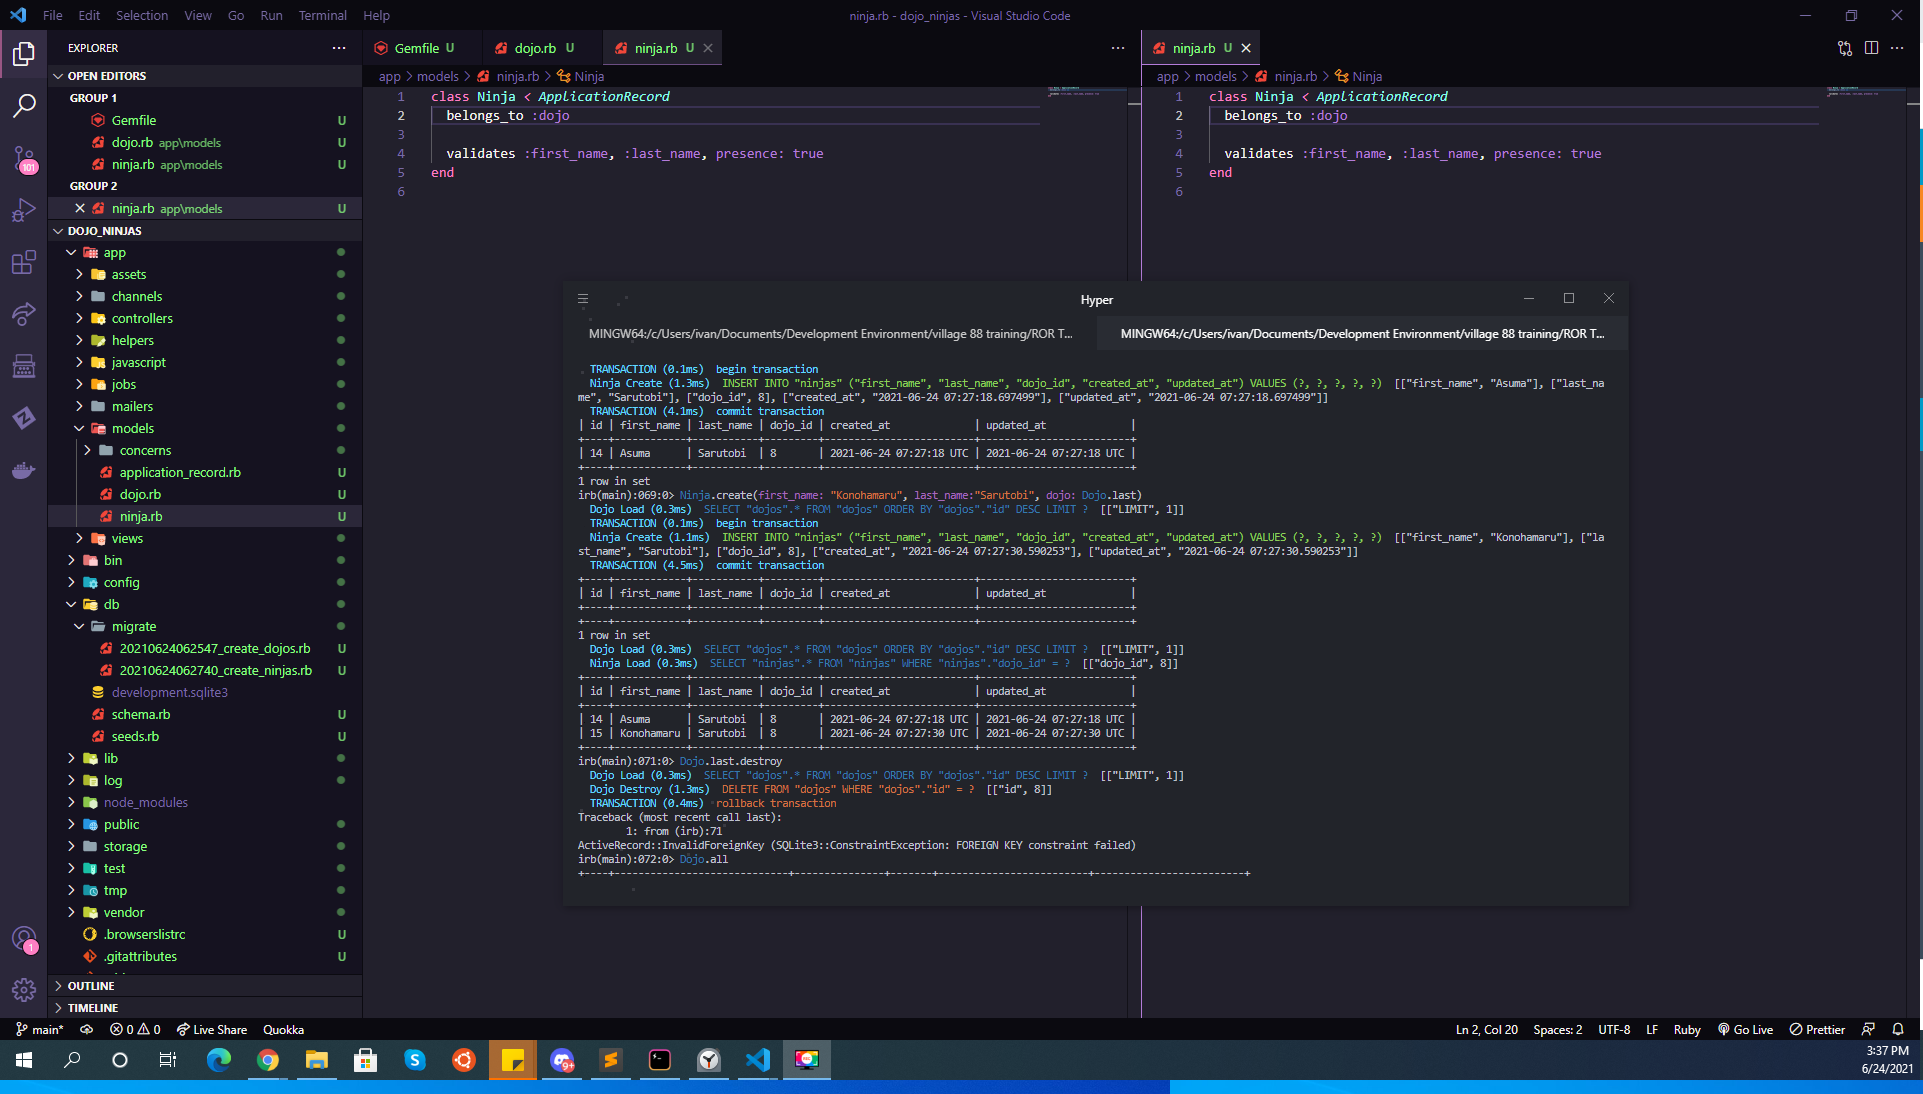 File Edit Selection View Go Run Terminal Help
ninja.rb - dojo_ninjas - Visual Studio Code
EXPLORER
OPEN EDITORS
GROUP 1
Gemfile U
dojo.rb app\models U
ninja.rb app\models U
GROUP 2
ninja.rb app\models U
DOJO_NINJAS
app
assets
channels
controllers
helpers
javascript
jobs
mailers
models
concerns
application_record.rb U
dojo.rb U
ninja.rb U
views
bin
config
db
migrate
20210624062547_create_dojos.rb U
20210624062740_create_ninjas.rb U
development.sqlite3
schema.rb U
seeds.rb U
lib
log
node_modules
public
storage
test
tmp
vendor
.browserslistrc U
.gitattributes U
OUTLINE
TIMELINE
101
1
Gemfile U dojo.rb U ninja.rb U
app > models > ninja.rb > Ninja
1 class Ninja < ApplicationRecord
2 belongs_to :dojo
3
4 validates :first_name, :last_name, presence: true
5 end
6
ninja.rb U
app > models > ninja.rb > Ninja
1 class Ninja < ApplicationRecord
2 belongs_to :dojo
3
4 validates :first_name, :last_name, presence: true
5 end
6
Hyper
MINGW64:/c/Users/ivan/Documents/Development Environment/village 88 training/ROR T...
MINGW64:/c/Users/ivan/Documents/Development Environment/village 88 training/ROR T...
TRANSACTION (0.1ms) begin transaction
Ninja Create (1.3ms) INSERT INTO "ninjas" ("first_name", "last_name", "dojo_id", "created_at", "updated_at") VALUES (?, ?, ?, ?, ?) [["first_name", "Asuma"], ["last_na
me", "Sarutobi"], ["dojo_id", 8], ["created_at", "2021-06-24 07:27:18.697499"], ["updated_at", "2021-06-24 07:27:18.697499"]]
TRANSACTION (4.1ms) commit transaction
| id | first_name | last_name | dojo_id | created_at | updated_at |
+----+------------+-----------+---------+-------------------------+-------------------------+
| 14 | Asuma | Sarutobi | 8 | 2021-06-24 07:27:18 UTC | 2021-06-24 07:27:18 UTC |
+----+------------+-----------+---------+-------------------------+-------------------------+
1 row in set
irb(main):069:0> Ninja.create(first_name: "Konohamaru", last_name:"Sarutobi", dojo: Dojo.last)
Dojo Load (0.3ms) SELECT "dojos".* FROM "dojos" ORDER BY "dojos"."id" DESC LIMIT ? [["LIMIT", 1]]
TRANSACTION (0.1ms) begin transaction
Ninja Create (1.1ms) INSERT INTO "ninjas" ("first_name", "last_name", "dojo_id", "created_at", "updated_at") VALUES (?, ?, ?, ?, ?) [["first_name", "Konohamaru"], ["la
st_name", "Sarutobi"], ["dojo_id", 8], ["created_at", "2021-06-24 07:27:30.590253"], ["updated_at", "2021-06-24 07:27:30.590253"]]
TRANSACTION (4.5ms) commit transaction
+----+------------+-----------+---------+-------------------------+-------------------------+
| id | first_name | last_name | dojo_id | created_at | updated_at |
+----+------------+-----------+---------+-------------------------+-------------------------+
+----+------------+-----------+---------+-------------------------+-------------------------+
1 row in set
Dojo Load (0.3ms) SELECT "dojos".* FROM "dojos" ORDER BY "dojos"."id" DESC LIMIT ? [["LIMIT", 1]]
Ninja Load (0.3ms) SELECT "ninjas".* FROM "ninjas" WHERE "ninjas"."dojo_id" = ? [["dojo_id", 8]]
+----+------------+-----------+---------+-------------------------+-------------------------+
| id | first_name | last_name | dojo_id | created_at | updated_at |
+----+------------+-----------+---------+-------------------------+-------------------------+
| 14 | Asuma | Sarutobi | 8 | 2021-06-24 07:27:18 UTC | 2021-06-24 07:27:18 UTC |
| 15 | Konohamaru | Sarutobi | 8 | 2021-06-24 07:27:30 UTC | 2021-06-24 07:27:30 UTC |
+----+------------+-----------+---------+-------------------------+-------------------------+
irb(main):071:0> Dojo.last.destroy
Dojo Load (0.3ms) SELECT "dojos".* FROM "dojos" ORDER BY "dojos"."id" DESC LIMIT ? [["LIMIT", 1]]
Dojo Destroy (1.3ms) DELETE FROM "dojos" WHERE "dojos"."id" = ? [["id", 8]]
TRANSACTION (0.4ms) rollback transaction
Traceback (most recent call last):
1: from (irb):71
ActiveRecord::InvalidForeignKey (SQLite3::ConstraintException: FOREIGN KEY constraint failed)
irb(main):072:0> Dojo.all
+----+-----------------------------+---------------+-------+-------------------------+-------------------------+
main* 0 0 Live Share Quokka
Ln 2, Col 20 Spaces: 2 UTF-8 LF Ruby Go Live Prettier
9+
3:37 PM
6/24/2021